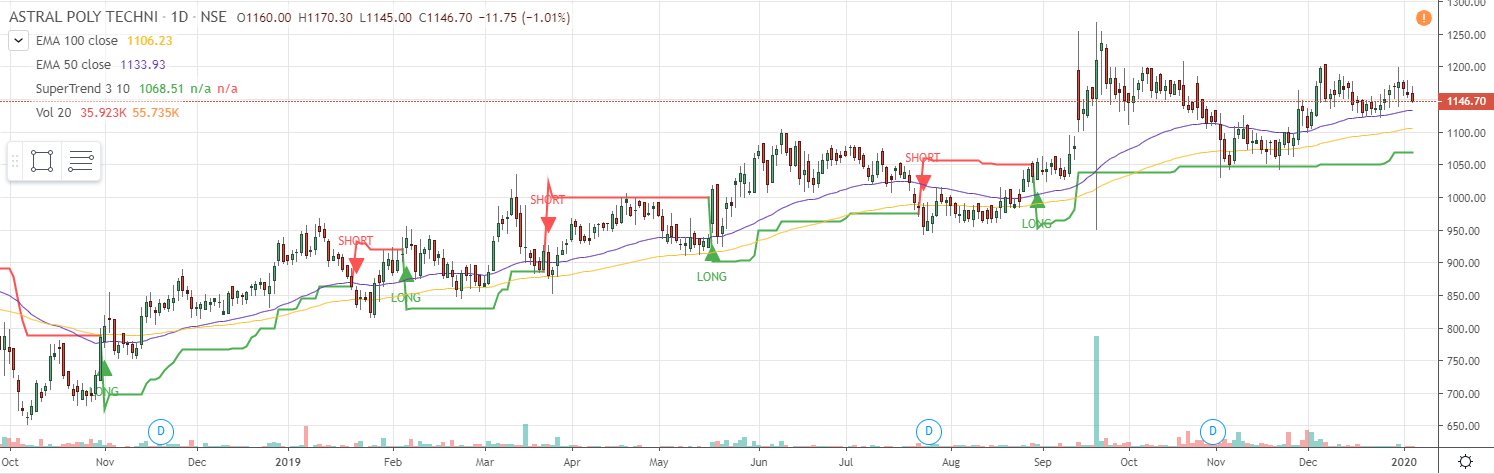 ASTRAL POLY TECHNI · 1D · NSE O1160.00 H1170.30 L1145.00 C1146.70 −11.75 (−1.01%)
EMA 100 close 1106.23
EMA 50 close 1133.93
SuperTrend 3 10 1068.51 n/a n/a
Vol 20 35.923K 55.735K
1300.00
1250.00
1200.00
1146.70
1100.00
1050.00
1000.00
950.00
900.00
850.00
800.00
750.00
700.00
650.00
SHORT
SHORT
SHORT
LONG
LONG
LONG
LONG
D
D
D
Oct Nov Dec 2019 Feb Mar Apr May Jun Jul Aug Sep Oct Nov Dec 2020